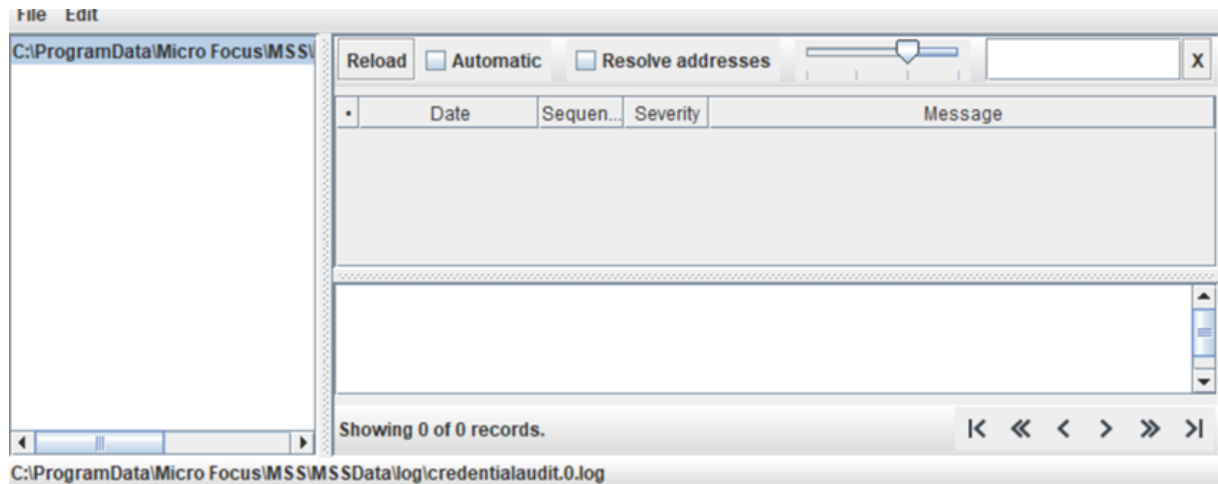 File Edit
C:\ProgramData\Micro Focus\MSS\
Reload Automatic Resolve addresses X
• Date Sequen... Severity Message
Showing 0 of 0 records.
C:\ProgramData\Micro Focus\MSS\MSSData\log\credentialaudit.0.log